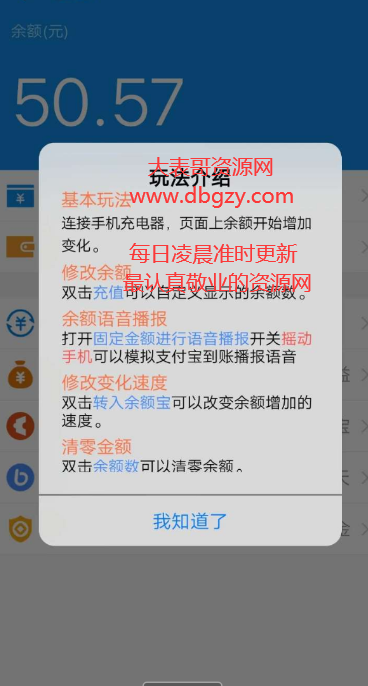 余额(元)
50.57
大表哥资源网
玩法介绍
www.dbgzy.com
基本玩法
连接手机充电器，页面上余额开始增加
变化。
每日凌晨准时更新
修改余额
最认真敬业的资源网
双击充值可以自定义显示的余额数。
余额语音播报
打开固定金额进行语音播报开关摇动
手机可以模拟支付宝到账播报语音
修改变化速度
双击转入余额宝可以改变余额增加的
速度。
清零金额
双击余额数可以清零余额。
我知道了
益
宝
天
金